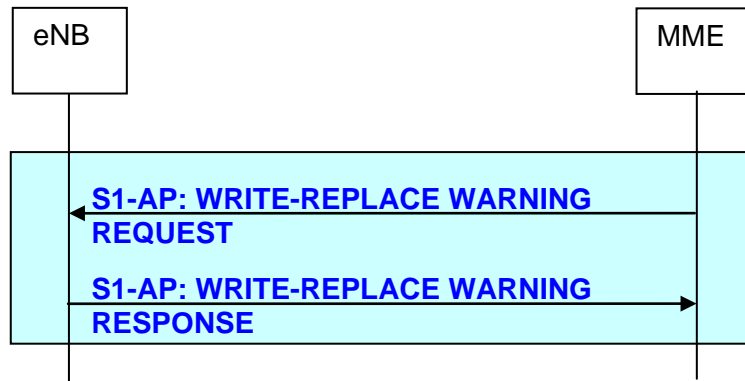 eNB
MME
S1-AP: WRITE-REPLACE WARNING
REQUEST
S1-AP: WRITE-REPLACE WARNING
RESPONSE